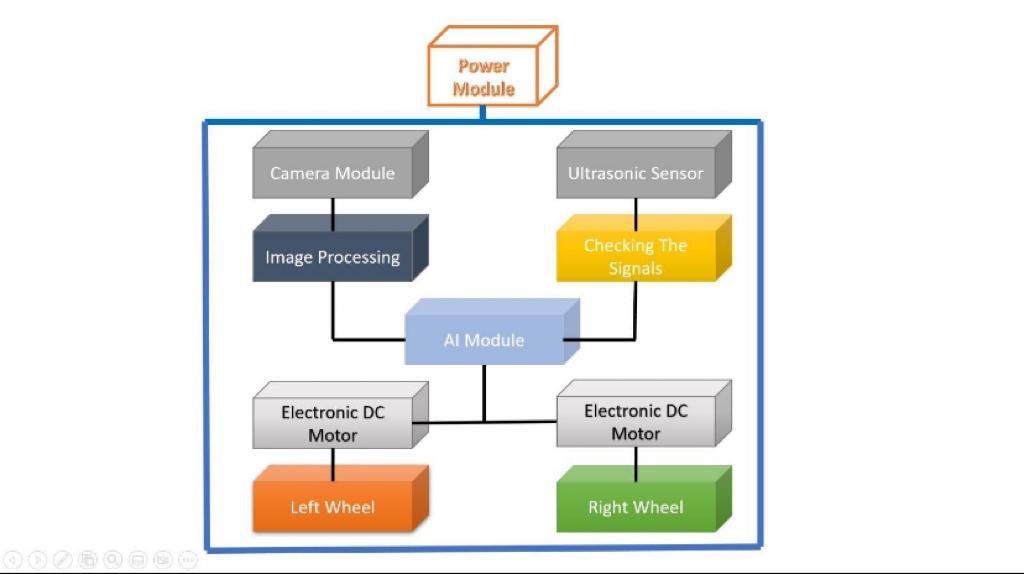 Power
Module
Camera Module
Ultrasonic Sensor
Image Processing
Checking The
Signals
AI Module
Electronic DC
Motor
Electronic DC
Motor
Left Wheel
Right Wheel